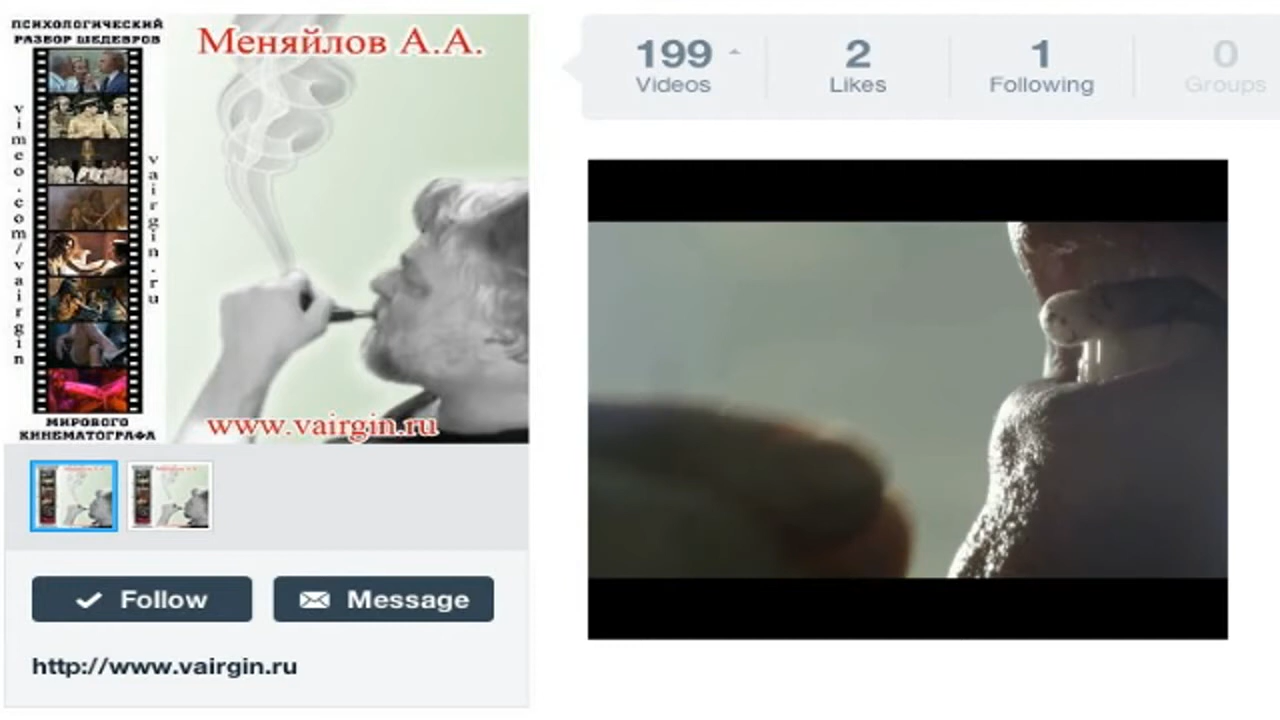 ПСИХОЛОГИЧЕСКИЙ
РАЗБОР ШЕДЕВРОВ
Меняйлов А.А.
vimeo.com/vairgin
vairgin.ru
www.vairgin.ru
МИРОВОГО
КИНЕМАТОГРАФА
199
Videos
2
Likes
1
Following
0
Groups
Follow
Message
http://www.vairgin.ru